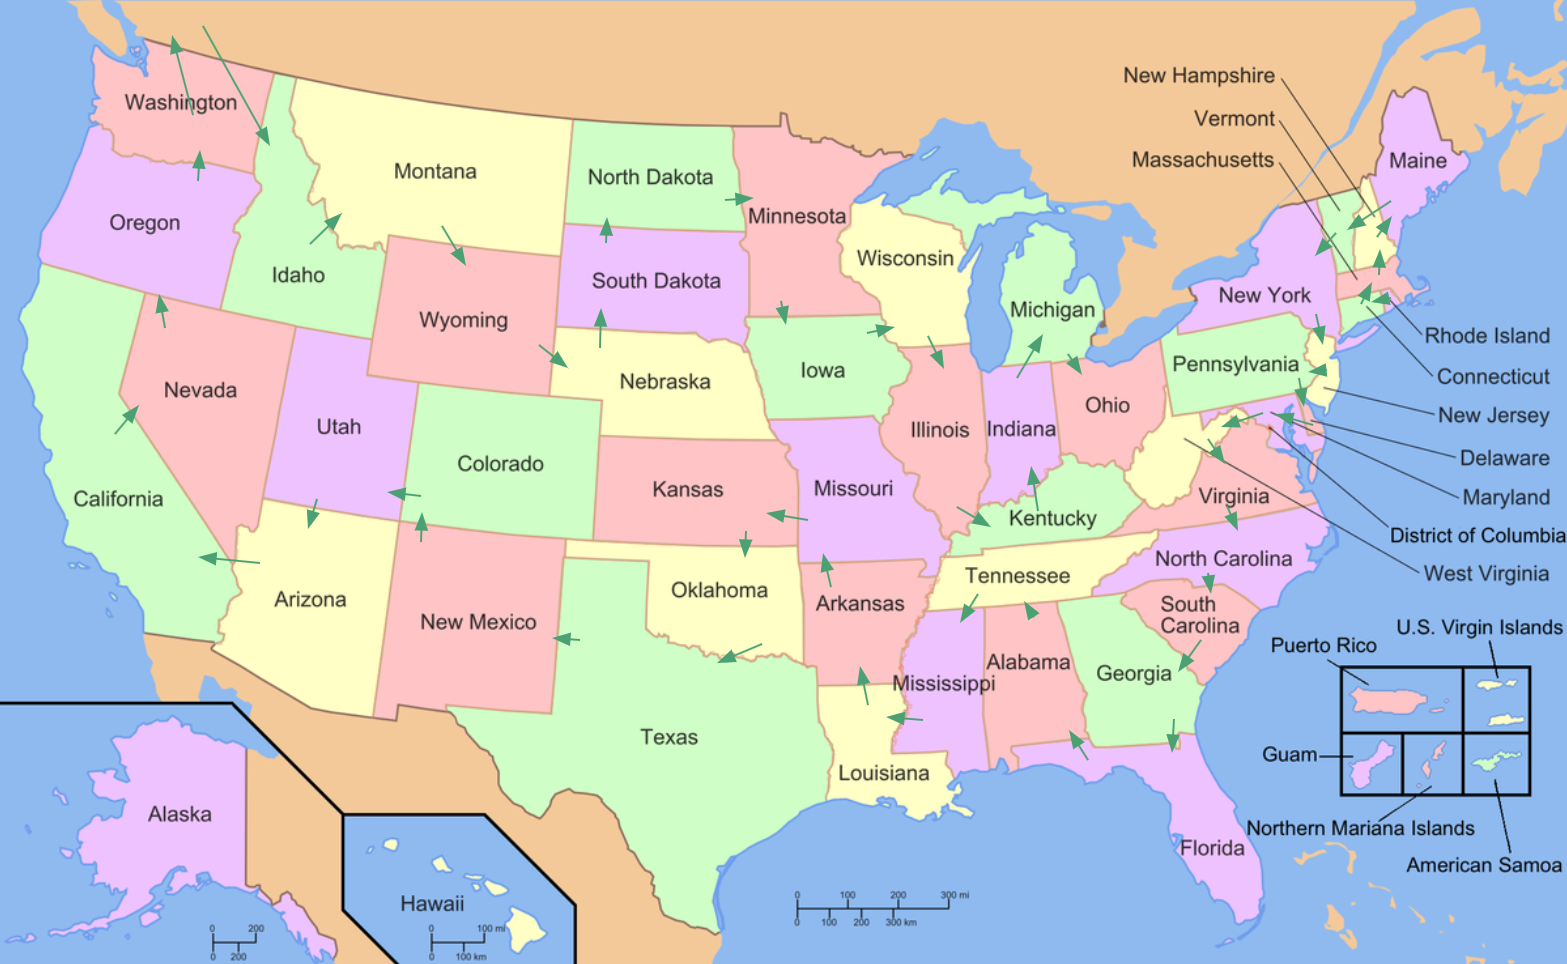 New Hampshire
Washington
Vermont
Massachusetts
Maine
Montana
North Dakota
Minnesota
Oregon
Wisconsin
Idaho
South Dakota
New York
Michigan
Wyoming
Rhode Island
Pennsylvania
Iowa
Nebraska
Connecticut
Nevada
Ohio
New Jersey
Utah
Illinois
Indiana
Colorado
Delaware
Kansas
Missouri
Virginia
Maryland
California
Kentucky
District of Columbia
North Carolina
West Virginia
Tennessee
Oklahoma
Arizona
Arkansas
South
Carolina
New Mexico
U.S. Virgin Islands
Puerto Rico
Alabama
Georgia
Mississippi
Texas
Guam
Louisiana
Alaska
Northern Mariana Islands
Florida
American Samoa
Hawaii
0 100 200 300 mi
0 100 200 300 km
0 200
0 200
0 100 mi
0 100 km